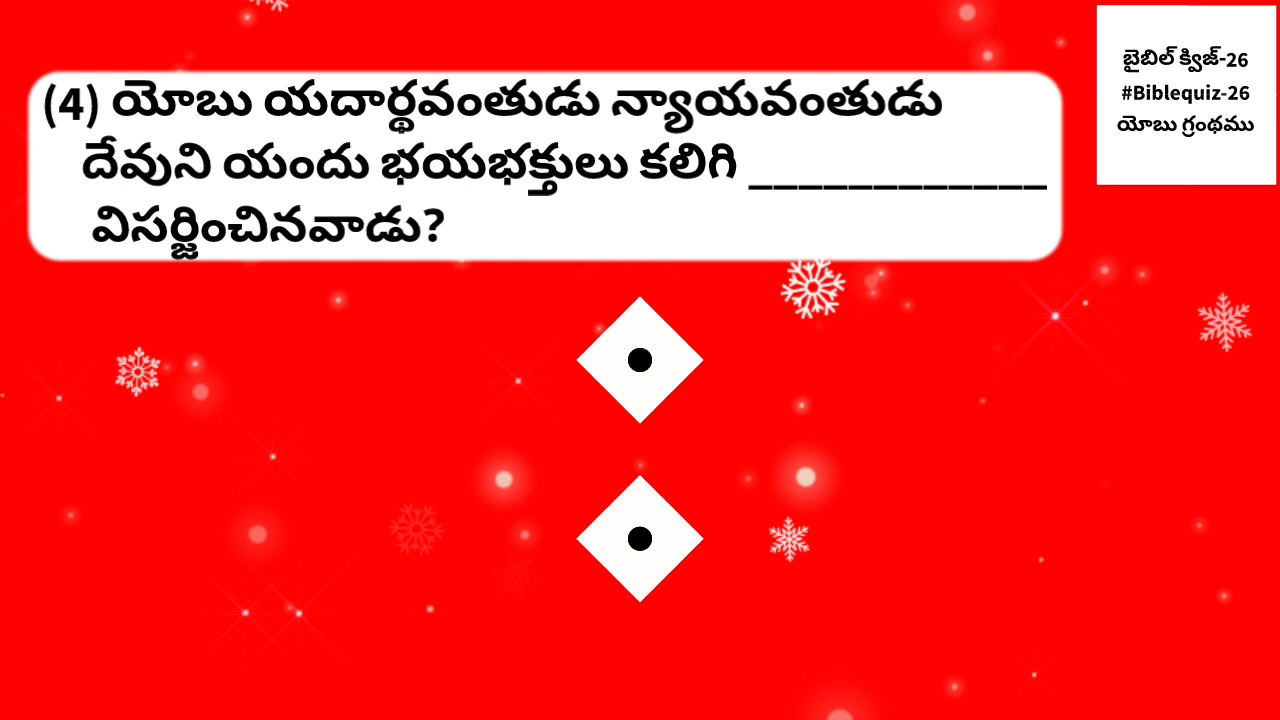 (4) యోబు యదార్థవంతుడు న్యాయవంతుడు
దేవుని యందు భయభక్తులు కలిగి ____________
విసర్జించినవాడు?
బైబిల్ క్విజ్-26
#Biblequiz-26
యోబు గ్రంథము